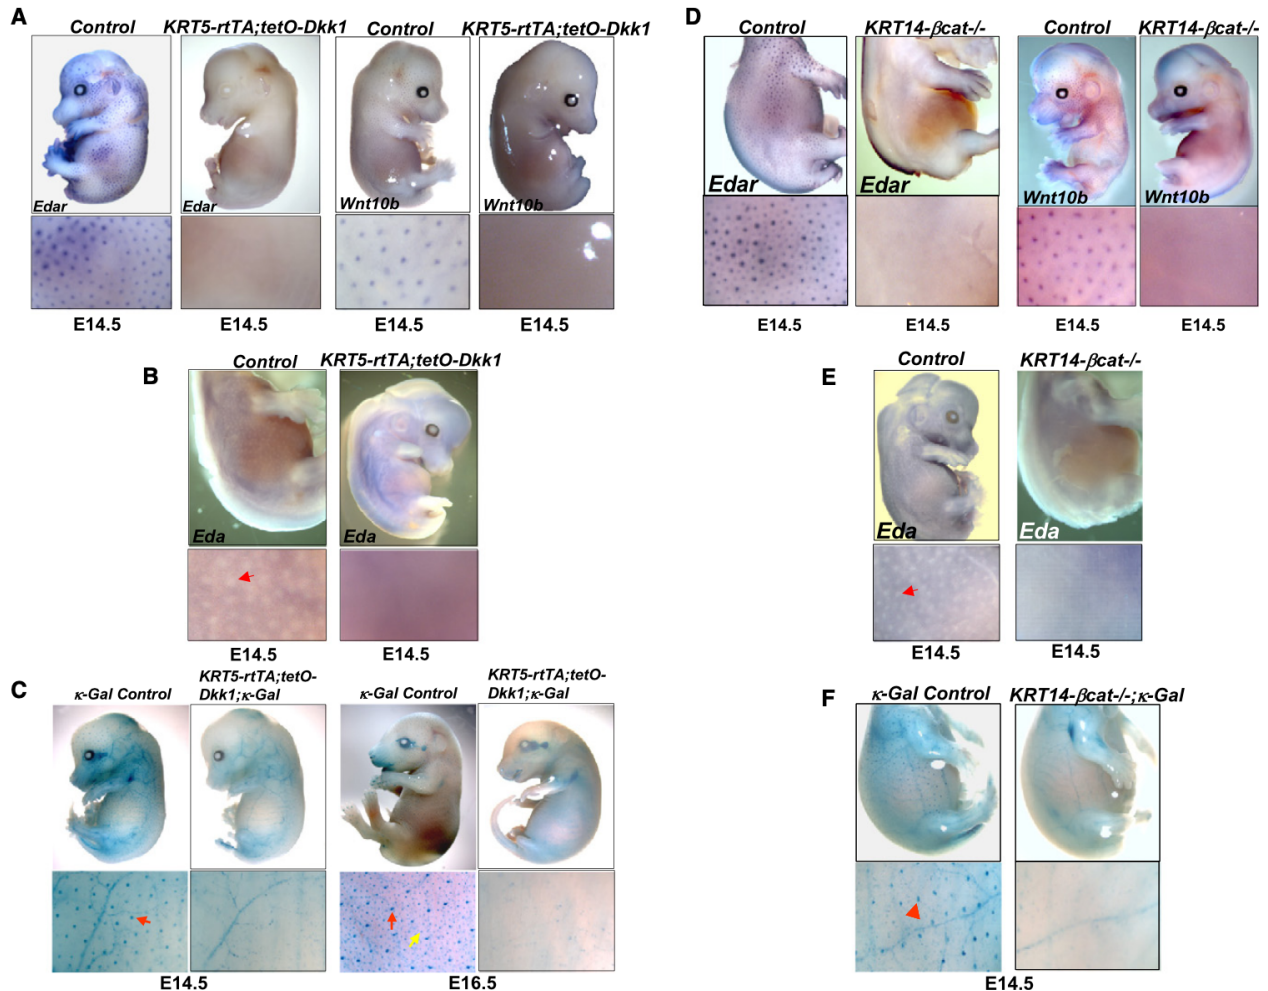 A
Control
KRT5-rtTA;tetO-Dkk1
Control
KRT5-rtTA;tetO-Dkk1
Edar
Edar
Wnt10b
Wnt10b
E14.5
E14.5
E14.5
E14.5
B
Control
KRT5-rtTA;tetO-Dkk1
Eda
Eda
E14.5
E14.5
C
κ-Gal Control
KRT5-rtTA;tetO-
Dkk1;κ-Gal
κ-Gal Control
KRT5-rtTA;tetO-
Dkk1;κ-Gal
E14.5
E16.5
D
Control
KRT14-βcat-/-
Control
KRT14-βcat-/-
Edar
Edar
Wnt10b
Wnt10b
E14.5
E14.5
E14.5
E14.5
E
Control
KRT14-βcat-/-
Eda
Eda
E14.5
E14.5
F
κ-Gal Control
KRT14-βcat-/-;κ-Gal
E14.5